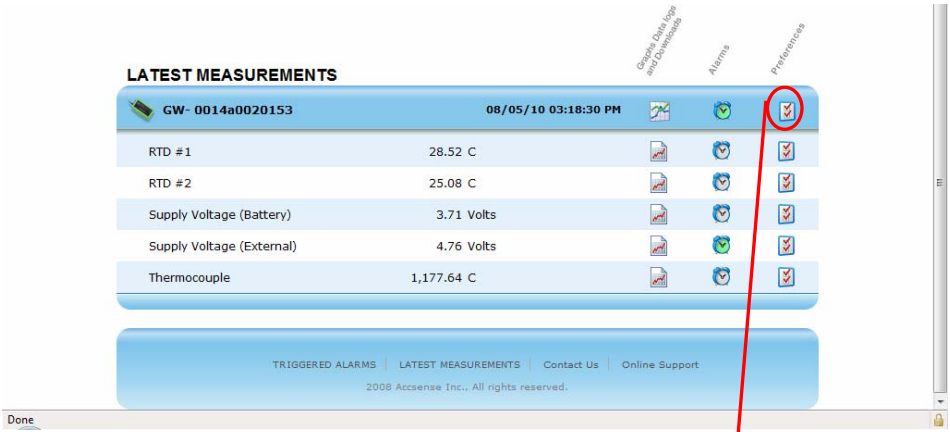 Graphs Data logs
and Downloads
Alarms
Preferences
LATEST MEASUREMENTS
GW- 0014a0020153 08/05/10 03:18:30 PM
RTD #1 28.52 C
RTD #2 25.08 C
Supply Voltage (Battery) 3.71 Volts
Supply Voltage (External) 4.76 Volts
Thermocouple 1,177.64 C
TRIGGERED ALARMS | LATEST MEASUREMENTS | Contact Us | Online Support
2008 Accsense Inc., All rights reserved.
Done